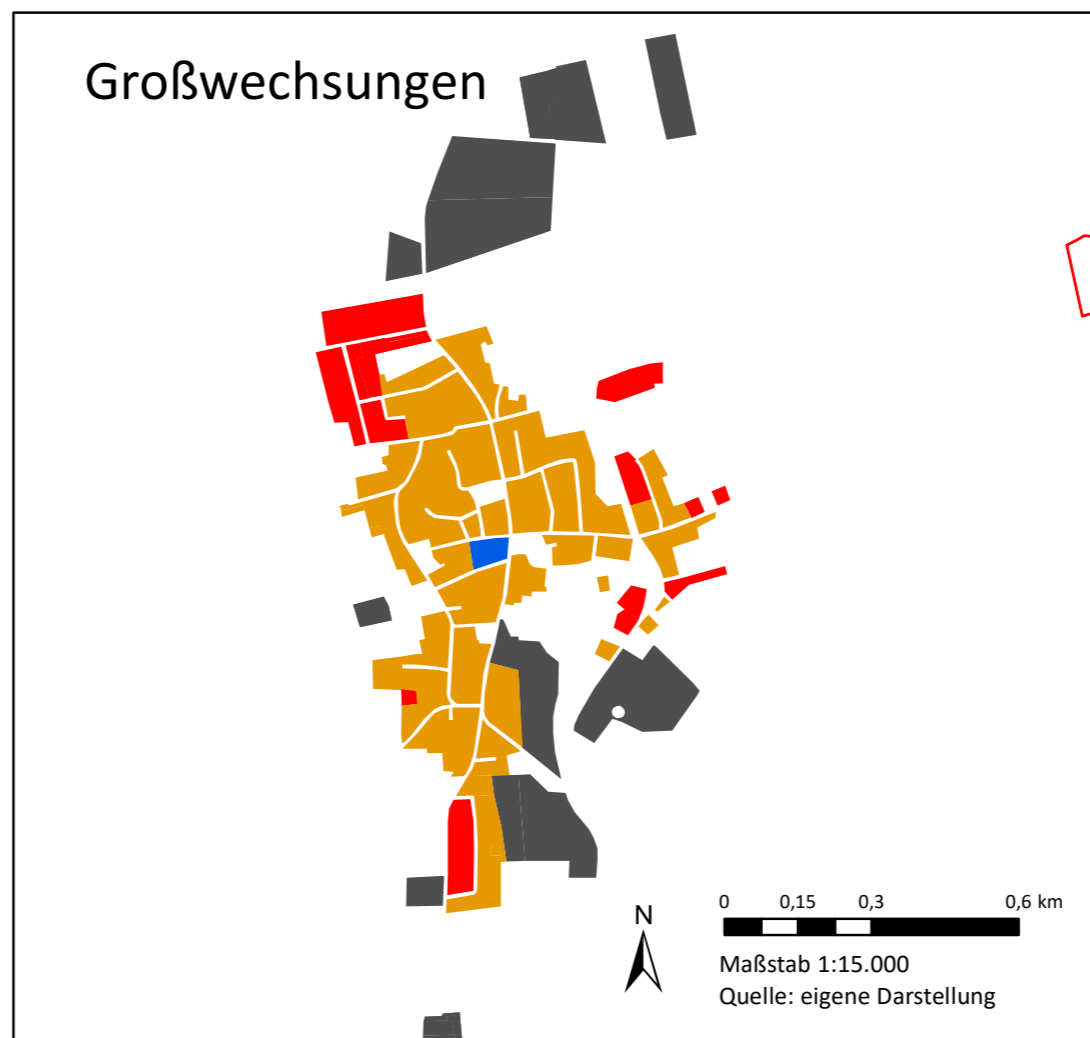 Großwechsungen
N
0 0,15 0,3 0,6 km
Maßstab 1:15.000
Quelle: eigene Darstellung